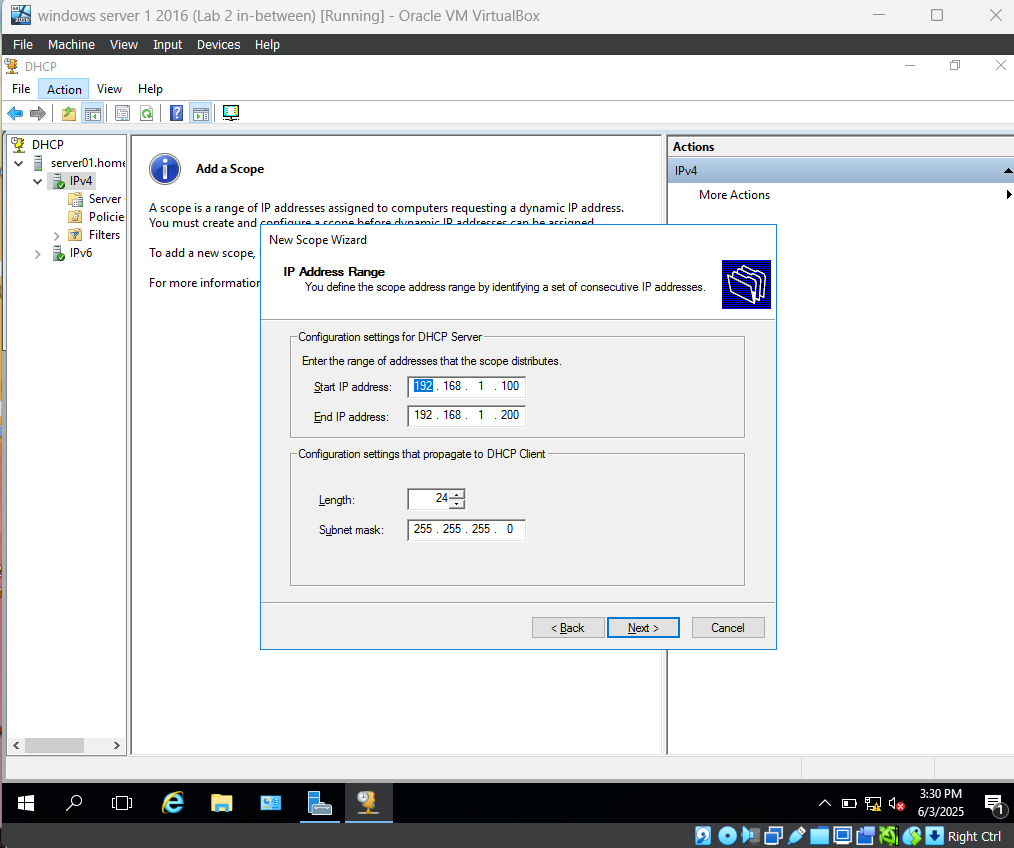 windows server 1 2016 (Lab 2 in-between) [Running] - Oracle VM VirtualBox
File Machine View Input Devices Help
DHCP
File Action View Help
DHCP
server01.home
IPv4
Server
Policie
Filters
IPv6
Add a Scope
A scope is a range of IP addresses assigned to computers requesting a dynamic IP address.
You must create and configure a scope before dynamic IP addresses can be assigned.
To add a new scope,
For more information
Actions
IPv4
More Actions
New Scope Wizard
IP Address Range
You define the scope address range by identifying a set of consecutive IP addresses.
Configuration settings for DHCP Server
Enter the range of addresses that the scope distributes.
Start IP address: 192 . 168 . 1 . 100
End IP address: 192 . 168 . 1 . 200
Configuration settings that propagate to DHCP Client
Length: 24
Subnet mask: 255 . 255 . 255 . 0
< Back Next > Cancel
3:30 PM
6/3/2025
1
Right Ctrl